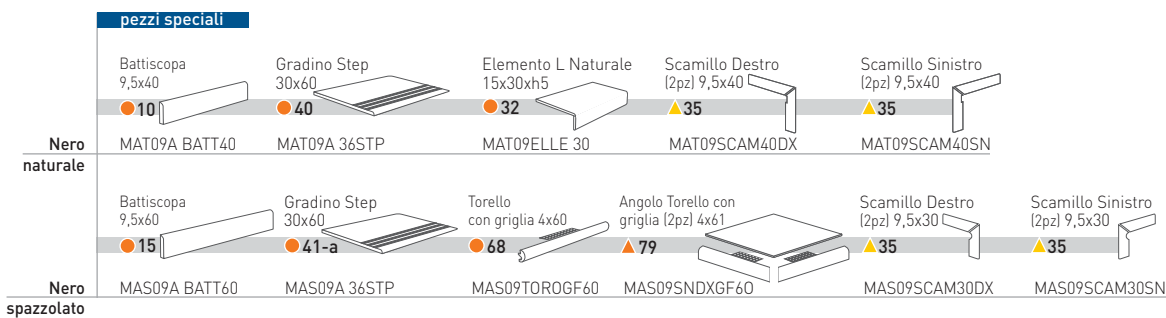 pezzi speciali
Battiscopa
9,5x40
10
Gradino Step
30x60
40
Elemento L Naturale
15x30xh5
32
Scamillo Destro
(2pz) 9,5x40
35
Scamillo Sinistro
(2pz) 9,5x40
35
Nero
naturale
MAT09A BATT40
MAT09A 36STP
MAT09ELLE 30
MAT09SCAM40DX
MAT09SCAM40SN
Battiscopa
9,5x60
15
Gradino Step
30x60
41-a
Torello
con griglia 4x60
68
Angolo Torello con
griglia (2pz) 4x61
79
Scamillo Destro
(2pz) 9,5x30
35
Scamillo Sinistro
(2pz) 9,5x30
35
Nero
spazzolato
MAS09A BATT60
MAS09A 36STP
MAS09TOROGF60
MAS09SNDXGF6O
MAS09SCAM30DX
MAS09SCAM30SN